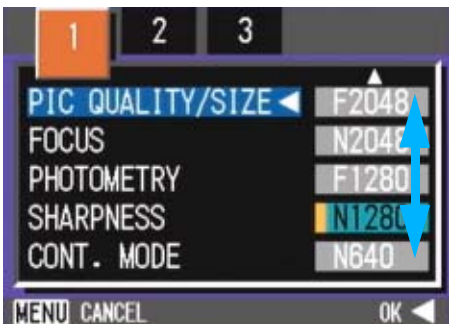 1 2 3
PIC QUALITY/SIZE F2048
FOCUS N2048
PHOTOMETRY F1280
SHARPNESS N1280
CONT. MODE N640
MENU CANCEL OK